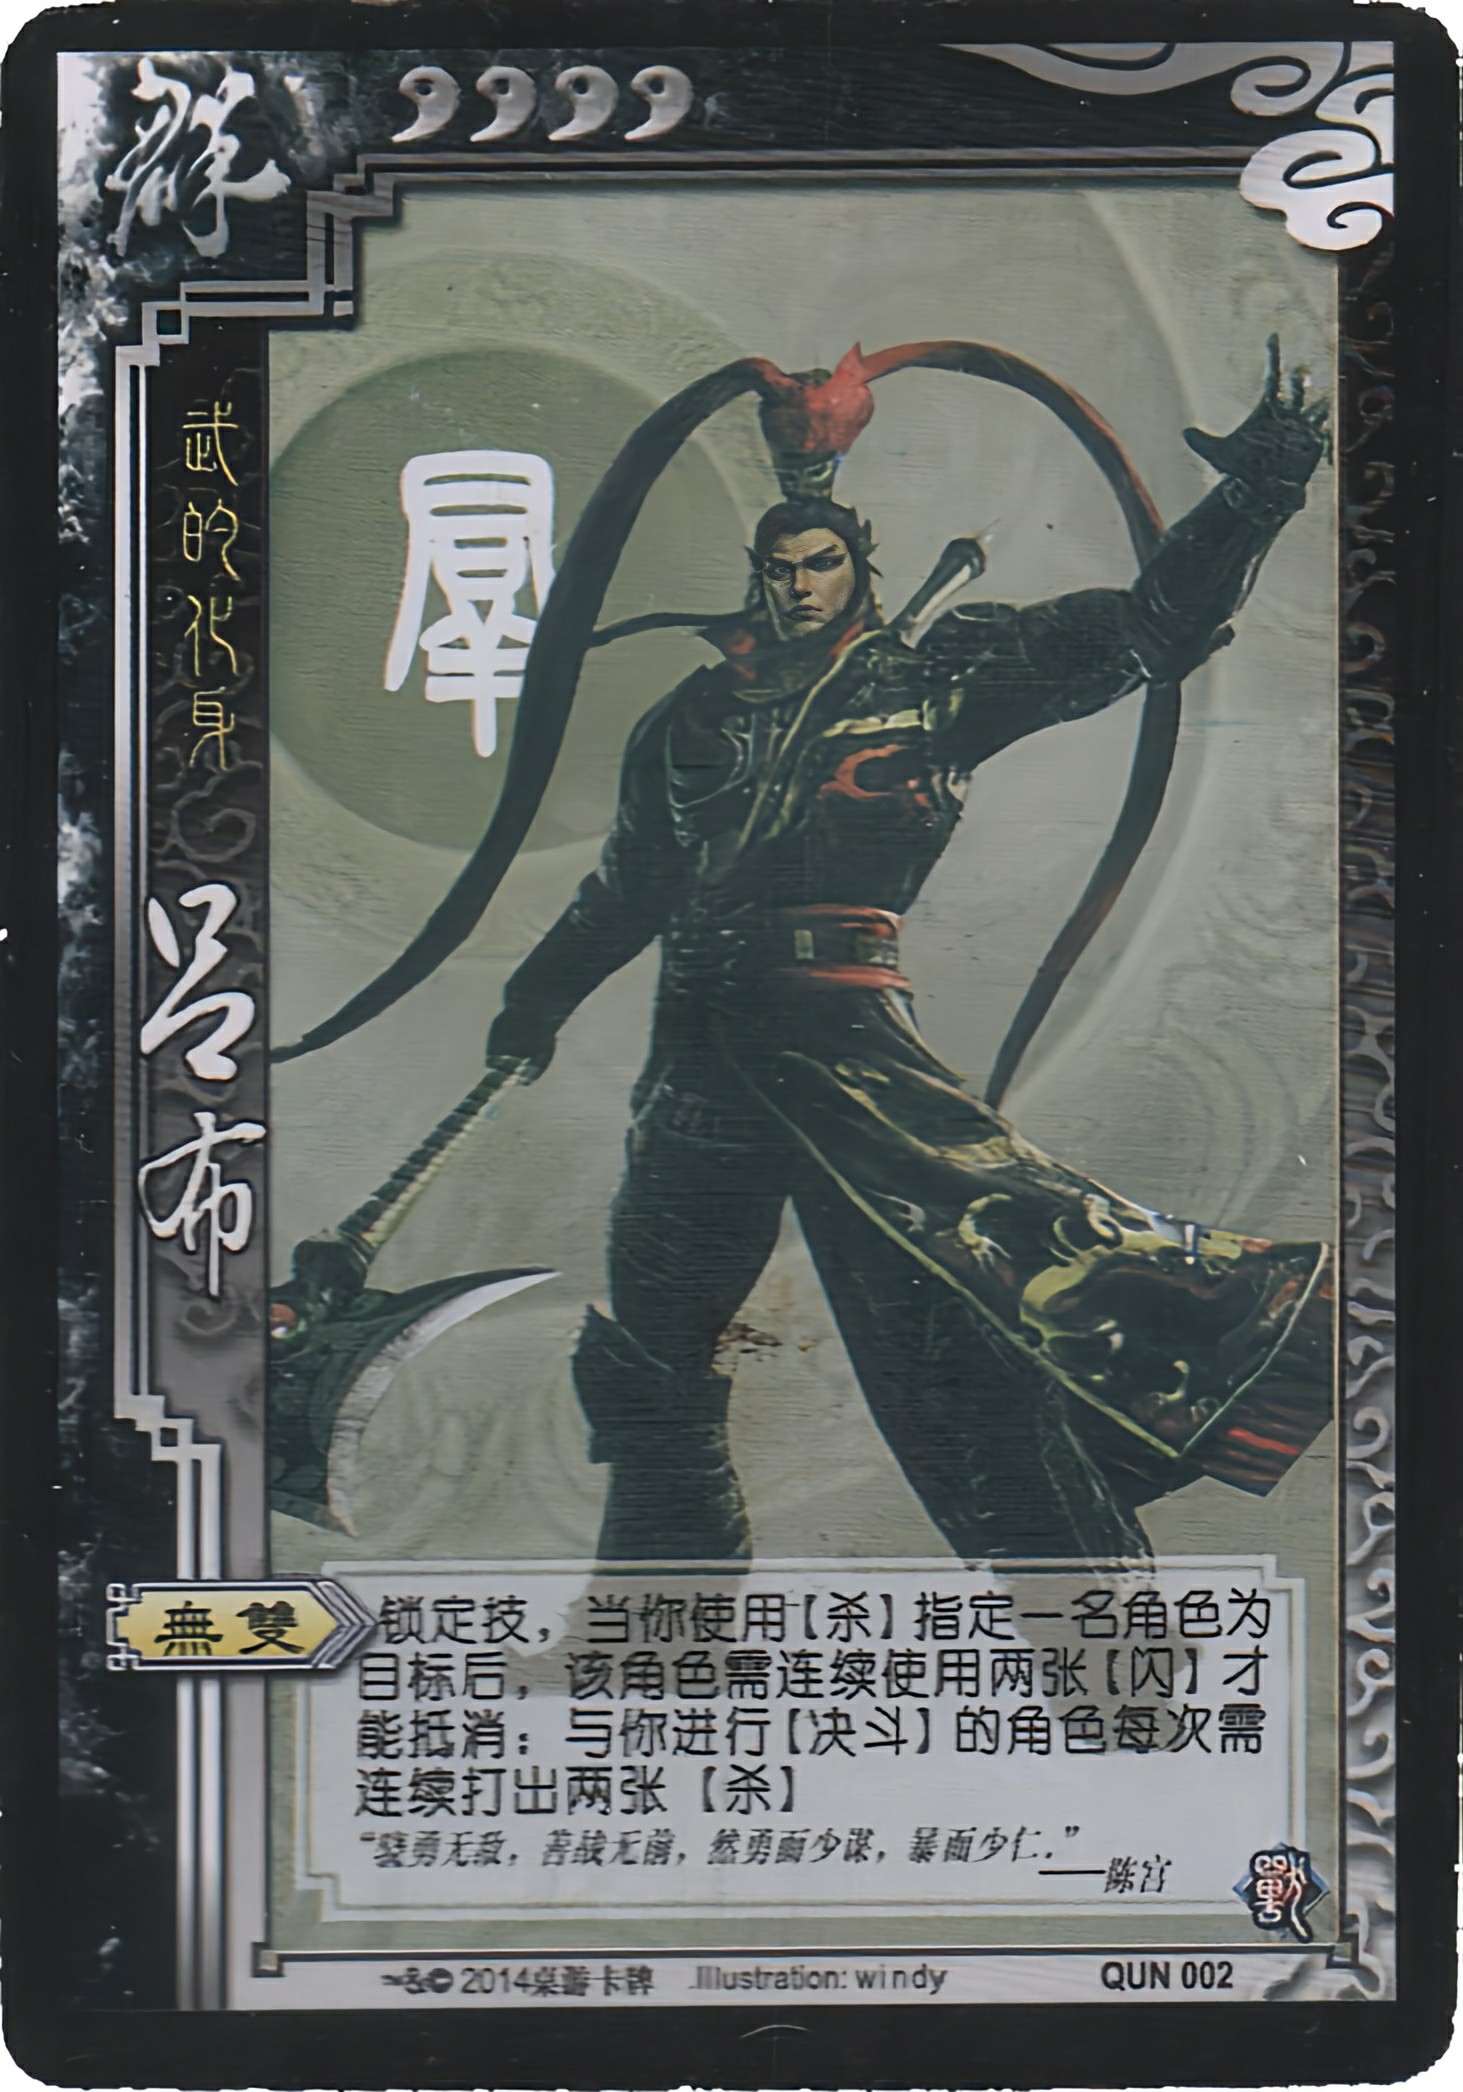 群
羣
武的化身
呂布
無雙
锁定技，当你使用【杀】指定一名角色为
目标后，该角色需连续使用两张【闪】才
能抵消；与你进行【决斗】的角色每次需
连续打出两张【杀】
“骁勇无敌，善战无前，然勇而少谋，暴而少仁.”
——陈宫
戰
© 2014桌游卡牌 Illustration: windy QUN 002